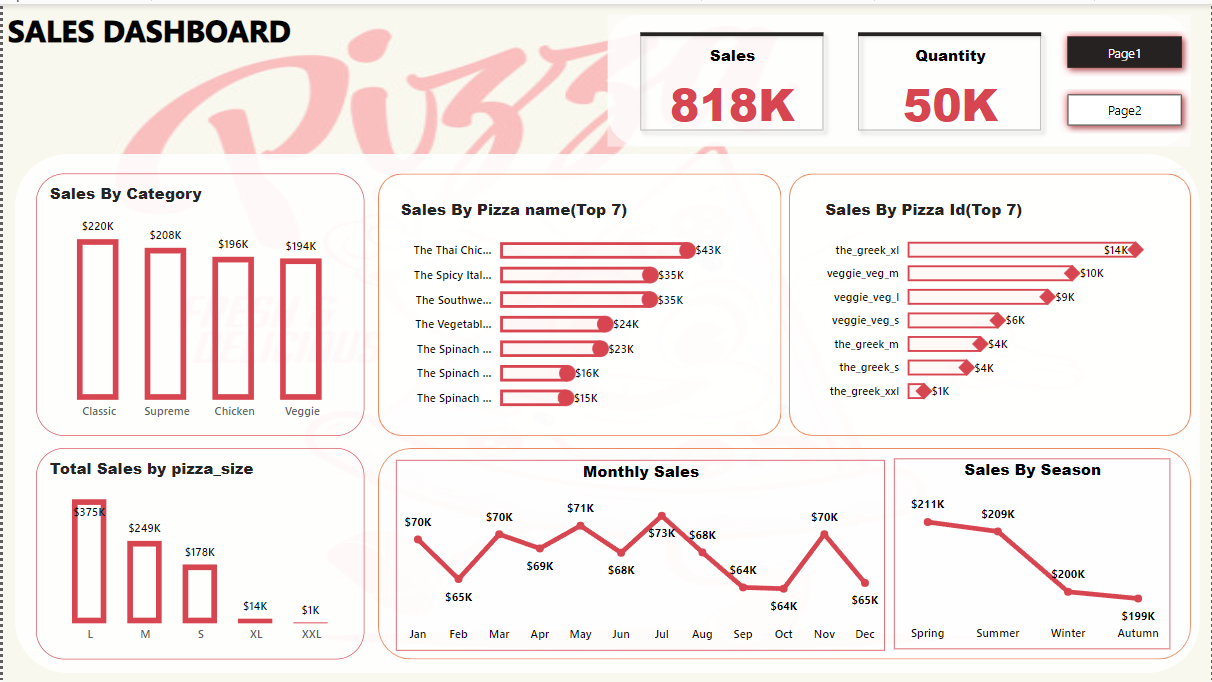 SALES DASHBOARD
Pizza
Sales
818K
Quantity
50K
Page1
Page2
Sales By Category
$220K
$208K
$196K
$194K
Classic
Supreme
Chicken
Veggie
Sales By Pizza name(Top 7)
The Thai Chic... $43K
The Spicy Ital... $35K
The Southwe... $35K
The Vegetabl... $24K
The Spinach ... $23K
The Spinach ... $16K
The Spinach ... $15K
Sales By Pizza Id(Top 7)
the_greek_xl $14K
veggie_veg_m $10K
veggie_veg_l $9K
veggie_veg_s $6K
the_greek_m $4K
the_greek_s $4K
the_greek_xxl $1K
FRESH &
DELICIOUS
Total Sales by pizza_size
$375K
$249K
$178K
$14K
$1K
L
M
S
XL
XXL
Monthly Sales
$70K
$65K
$70K
$69K
$71K
$68K
$73K
$68K
$64K
$64K
$70K
$65K
Jan
Feb
Mar
Apr
May
Jun
Jul
Aug
Sep
Oct
Nov
Dec
Sales By Season
$211K
$209K
$200K
$199K
Spring
Summer
Winter
Autumn